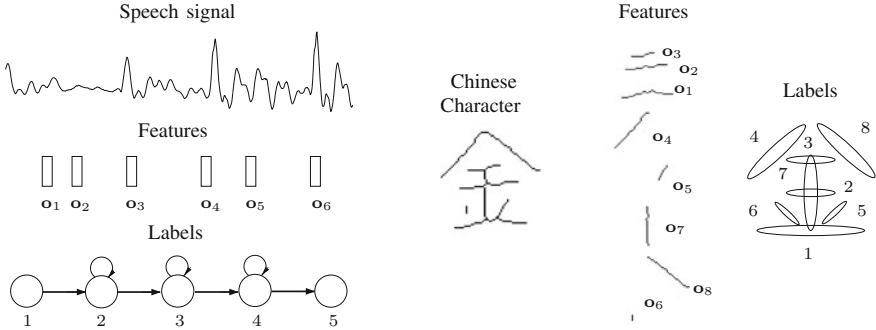 Speech signal
Features
o1 o2 o3 o4 o5 o6
Labels
1 2 3 4 5
Chinese
Character
金
Features
o3
o2
o1
o4
o5
o7
o8
o6
Labels
4 3 8
7 2
6 5
1